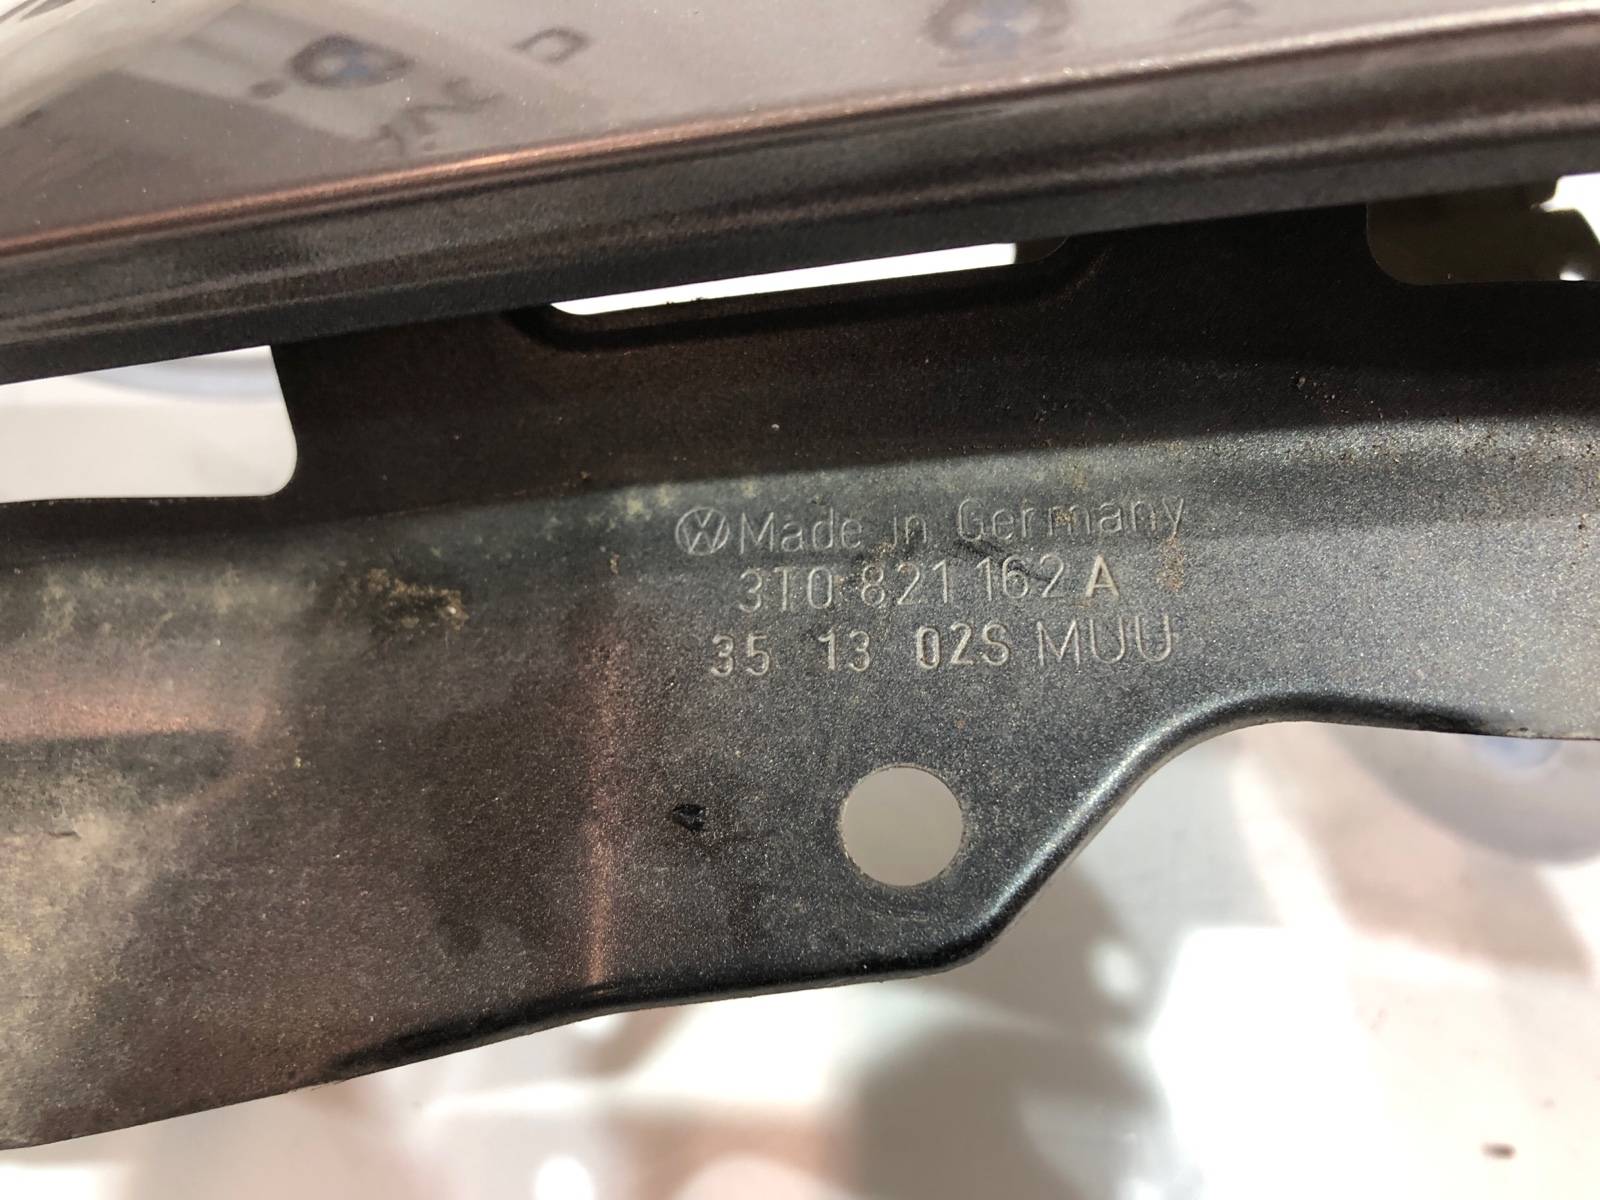 Made in Germany
3T0 821 162 A
35 13 02S MUU